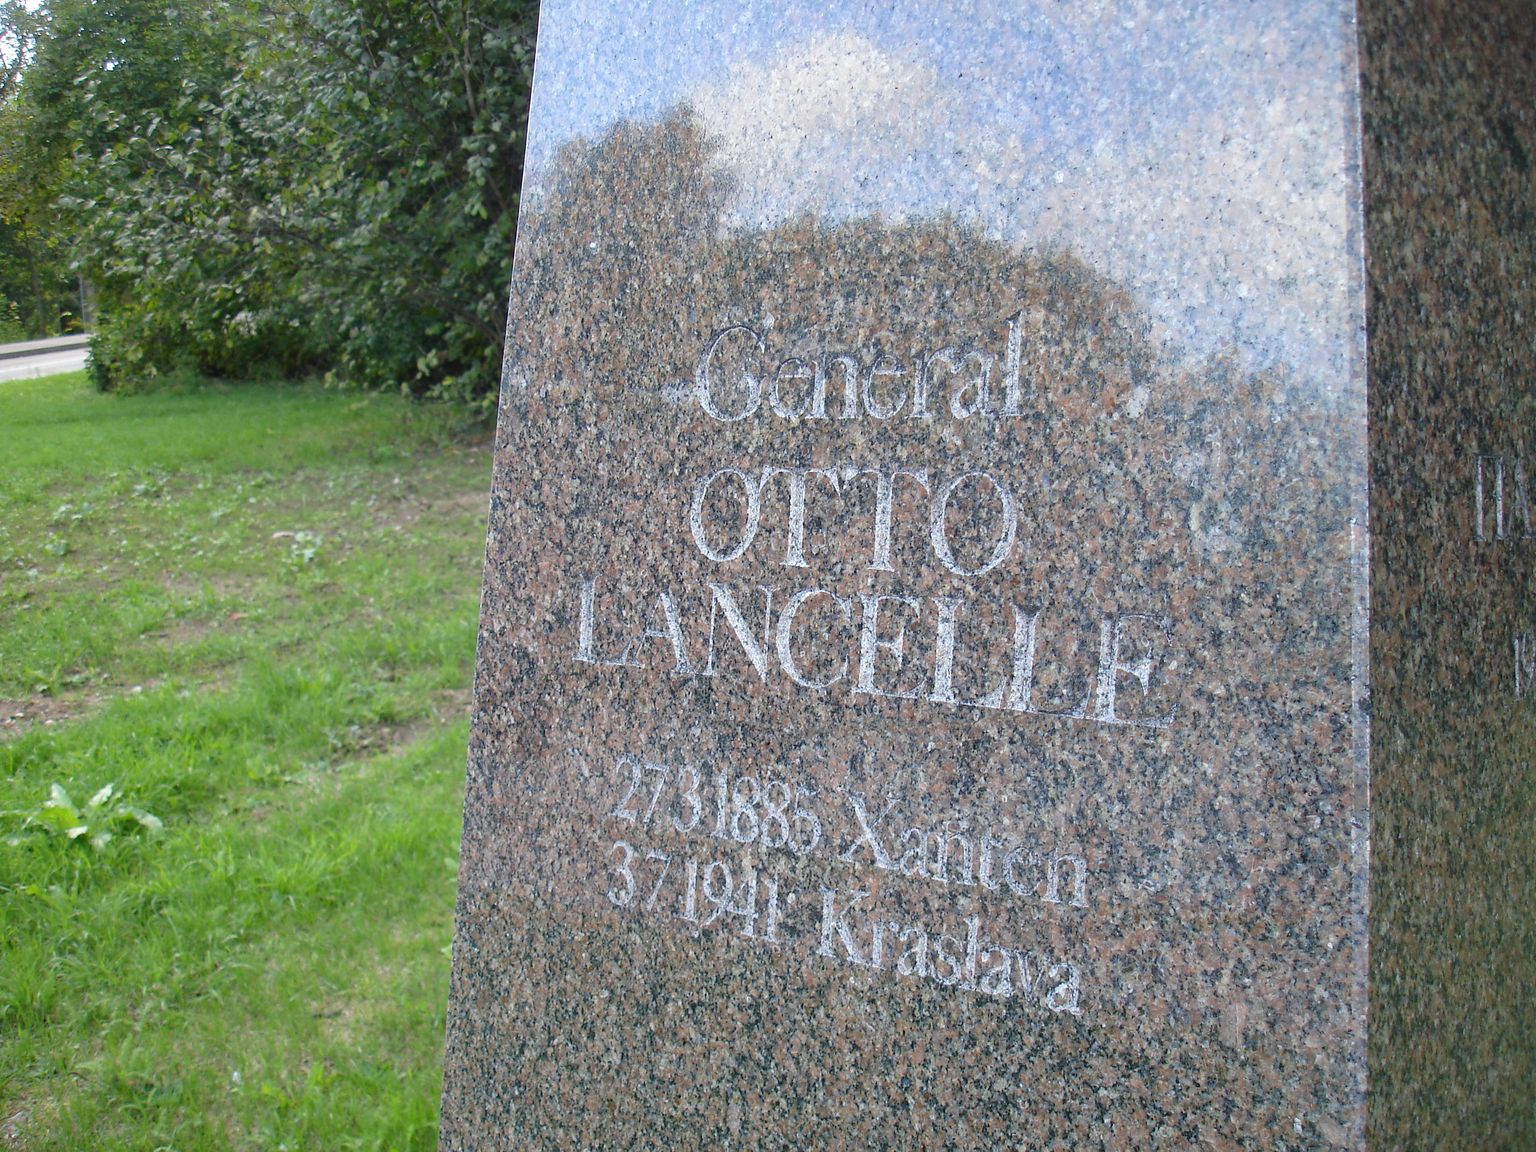 General
OTTO
LANCELLE
27 3 1885 Xanten
3 7 1941 Kraslava